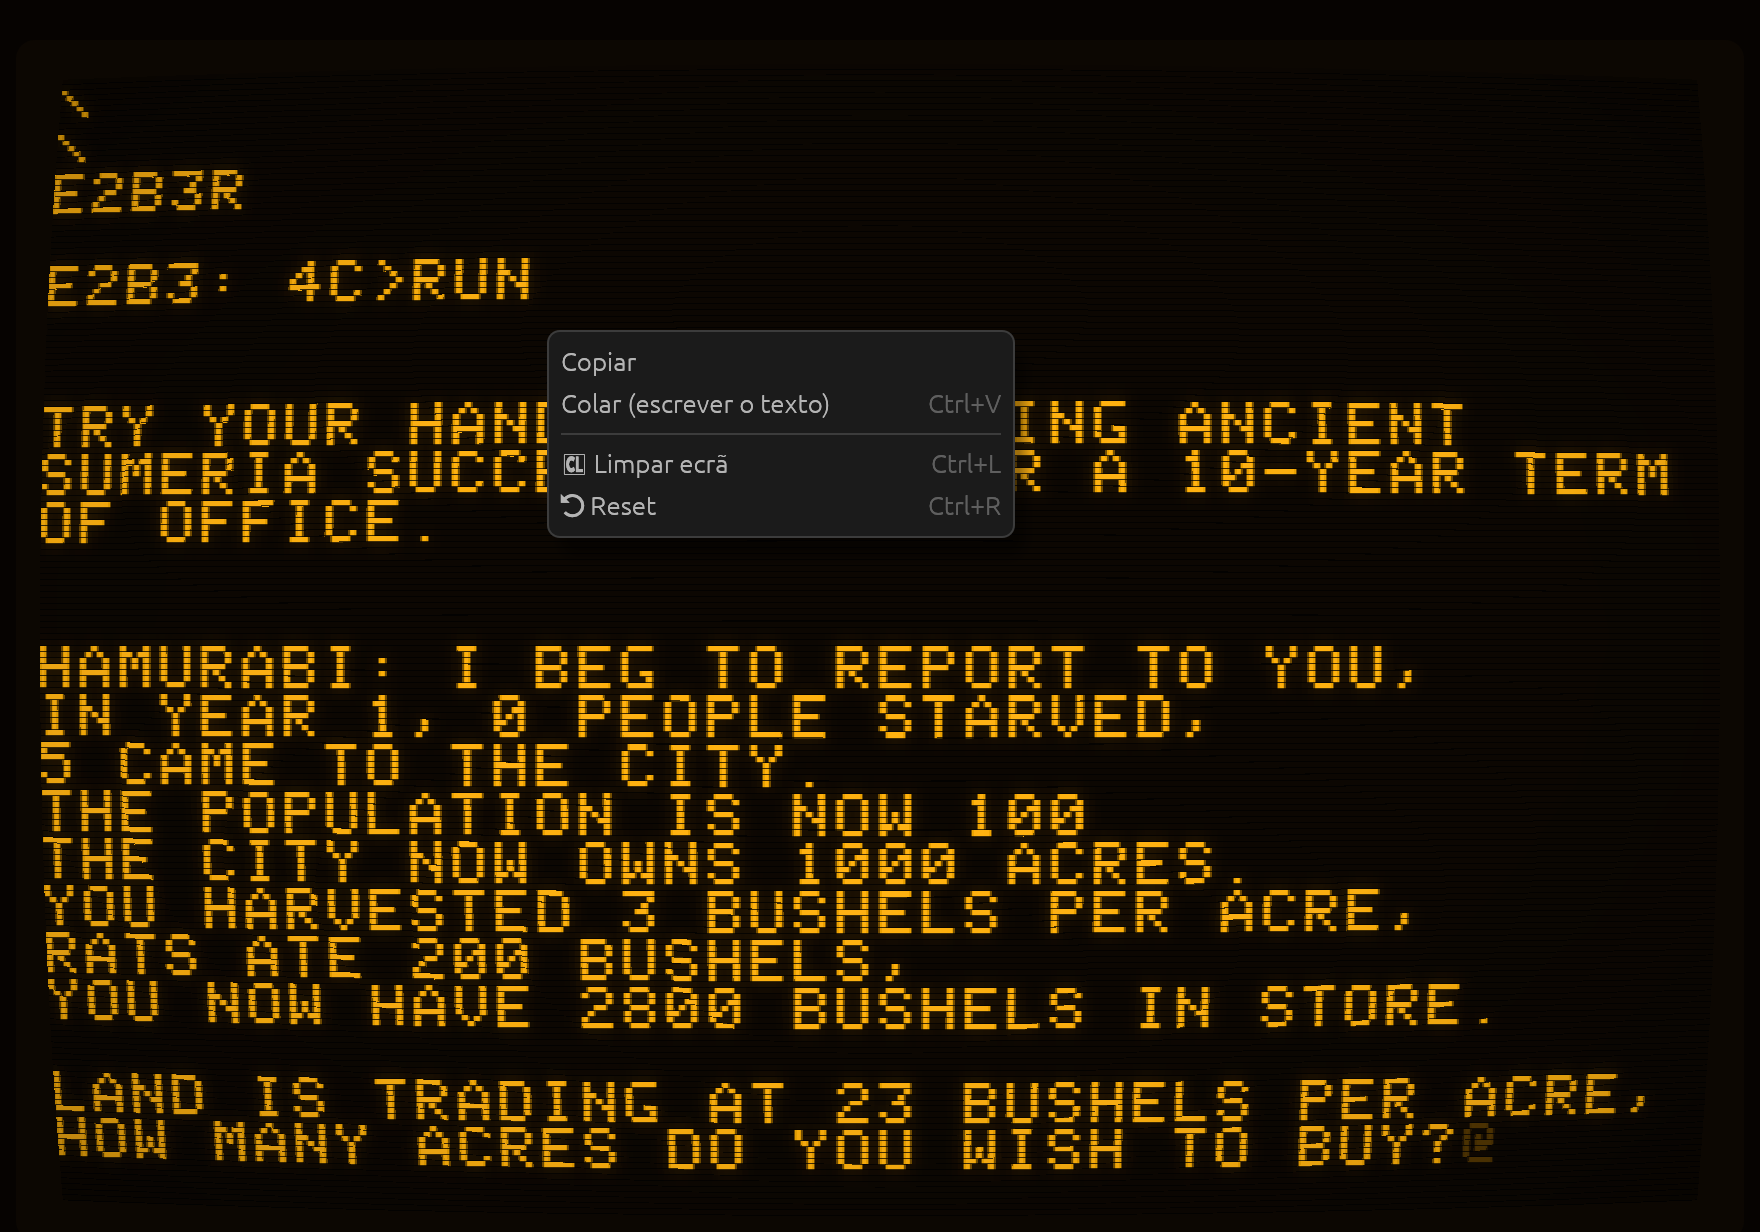 \
\
E2B3R
E2B3: 4C>RUN
Copiar
Colar (escrever o texto) Ctrl+V
Limpar ecrã Ctrl+L
Reset Ctrl+R
TRY YOUR HAN ING ANCIENT
SUMERIA SUCC R A 10-YEAR TERM
OF OFFICE.
HAMURABI: I BEG TO REPORT TO YOU,
IN YEAR 1, 0 PEOPLE STARVED,
5 CAME TO THE CITY.
THE POPULATION IS NOW 100
THE CITY NOW OWNS 1000 ACRES.
YOU HARVESTED 3 BUSHELS PER ACRE,
RATS ATE 200 BUSHELS,
YOU NOW HAVE 2800 BUSHELS IN STORE.
LAND IS TRADING AT 23 BUSHELS PER ACRE,
HOW MANY ACRES DO YOU WISH TO BUY?@